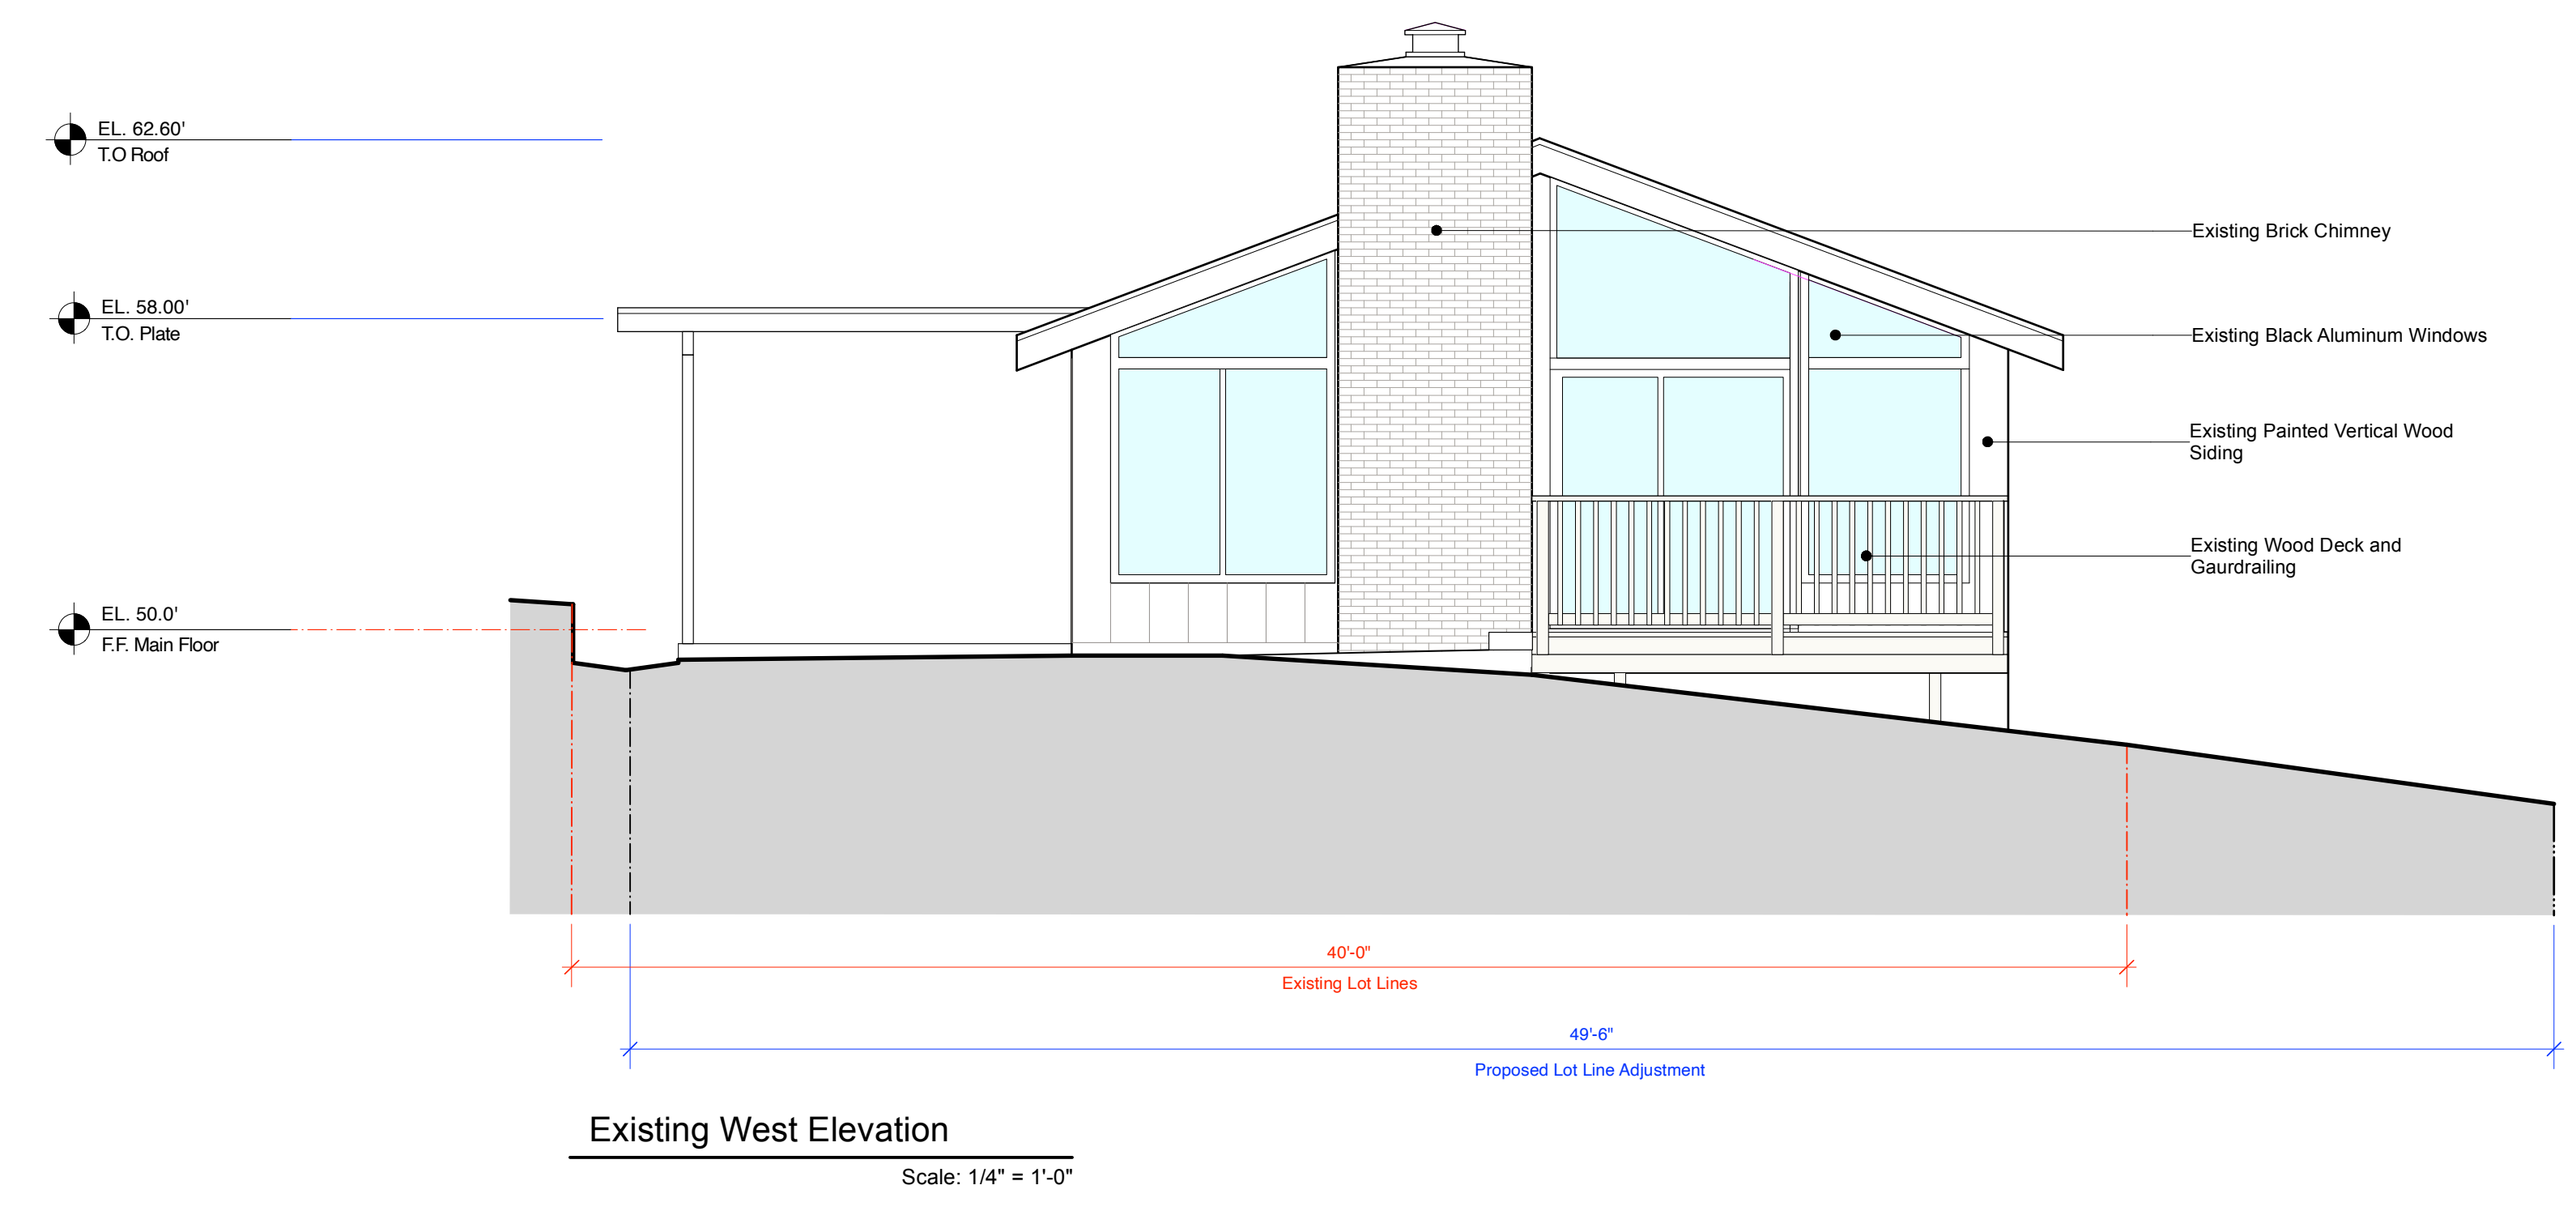 EL. 62.60'
T.O Roof
EL. 58.00'
T.O. Plate
EL. 50.0'
F.F. Main Floor
Existing Brick Chimney
Existing Black Aluminum Windows
Existing Painted Vertical Wood
Siding
Existing Wood Deck and
Gaurdrailing
40'-0"
Existing Lot Lines
49'-6"
Proposed Lot Line Adjustment
Existing West Elevation
Scale: 1/4" = 1'-0"